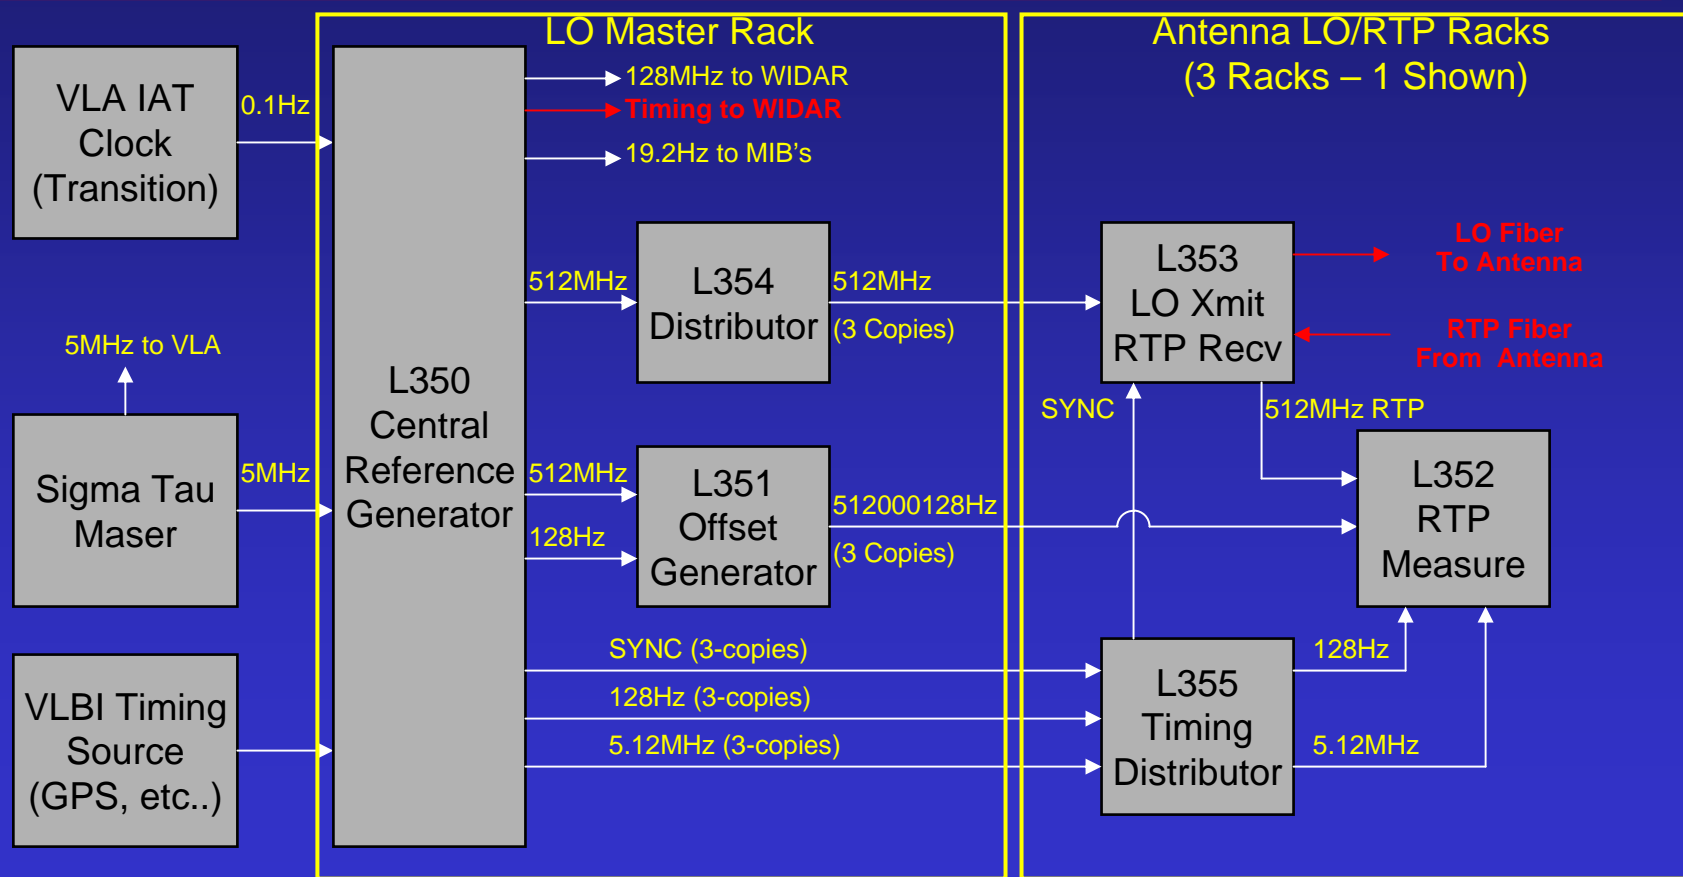 LO Master Rack
Antenna LO/RTP Racks
(3 Racks – 1 Shown)
VLA IAT
Clock
(Transition)
0.1Hz
128MHz to WIDAR
Timing to WIDAR
19.2Hz to MIB's
5MHz to VLA
Sigma Tau
Maser
5MHz
VLBI Timing
Source
(GPS, etc..)
L350
Central
Reference
Generator
512MHz
L354
Distributor
512MHz
(3 Copies)
512MHz
128Hz
L351
Offset
Generator
512000128Hz
(3 Copies)
SYNC (3-copies)
128Hz (3-copies)
5.12MHz (3-copies)
L353
LO Xmit
RTP Recv
LO Fiber
To Antenna
RTP Fiber
From  Antenna
SYNC
512MHz RTP
L352
RTP
Measure
L355
Timing
Distributor
128Hz
5.12MHz